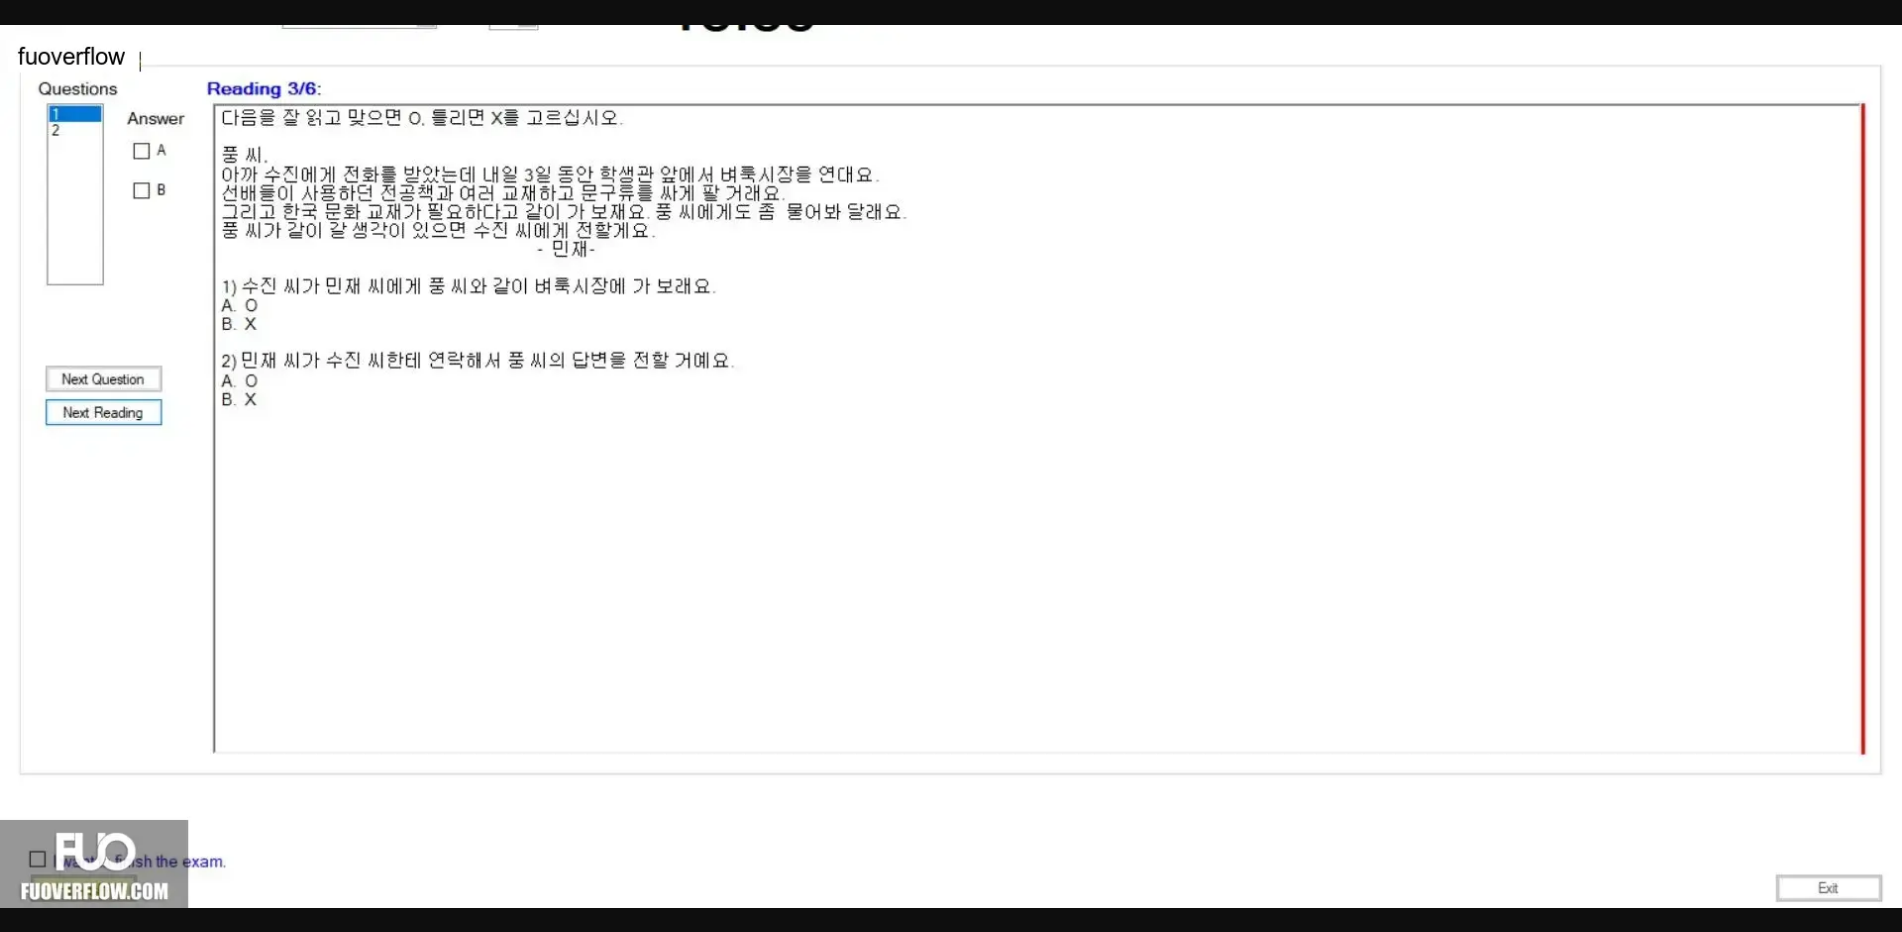 fuoverflow
Questions
1
2
Answer
A
B
Next Question
Next Reading
Reading 3/6:
다음을 잘 읽고 맞으면 O, 틀리면 X를 고르십시오.
풍 씨,
아까 수진에게 전화를 받았는데 내일 3일 동안 학생관 앞에서 벼룩시장을 연대요.
선배들이 사용하던 전공책과 여러 교재하고 문구류를 싸게 팔 거래요.
그리고 한국 문화 교재가 필요하다고 같이 가 보재요. 풍 씨에게도 좀 물어봐 달래요.
풍 씨가 같이 갈 생각이 있으면 수진 씨에게 전할게요.
- 민재-
1) 수진 씨가 민재 씨에게 풍 씨와 같이 벼룩시장에 가 보래요.
A. O
B. X
2) 민재 씨가 수진 씨한테 연락해서 풍 씨의 답변을 전할 거예요.
A. O
B. X
FUO
FUOVERFLOW.COM
the exam.
Exit